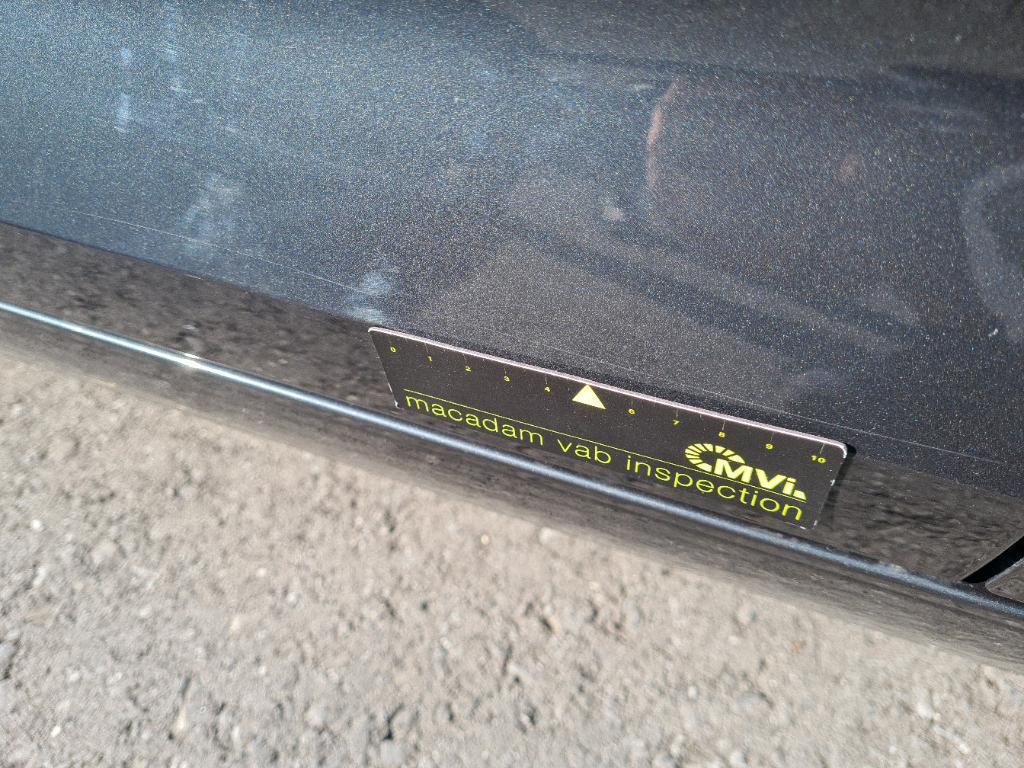 0 1 2 3 4 6 7 8 9 10
MVi.
macadam vab inspection